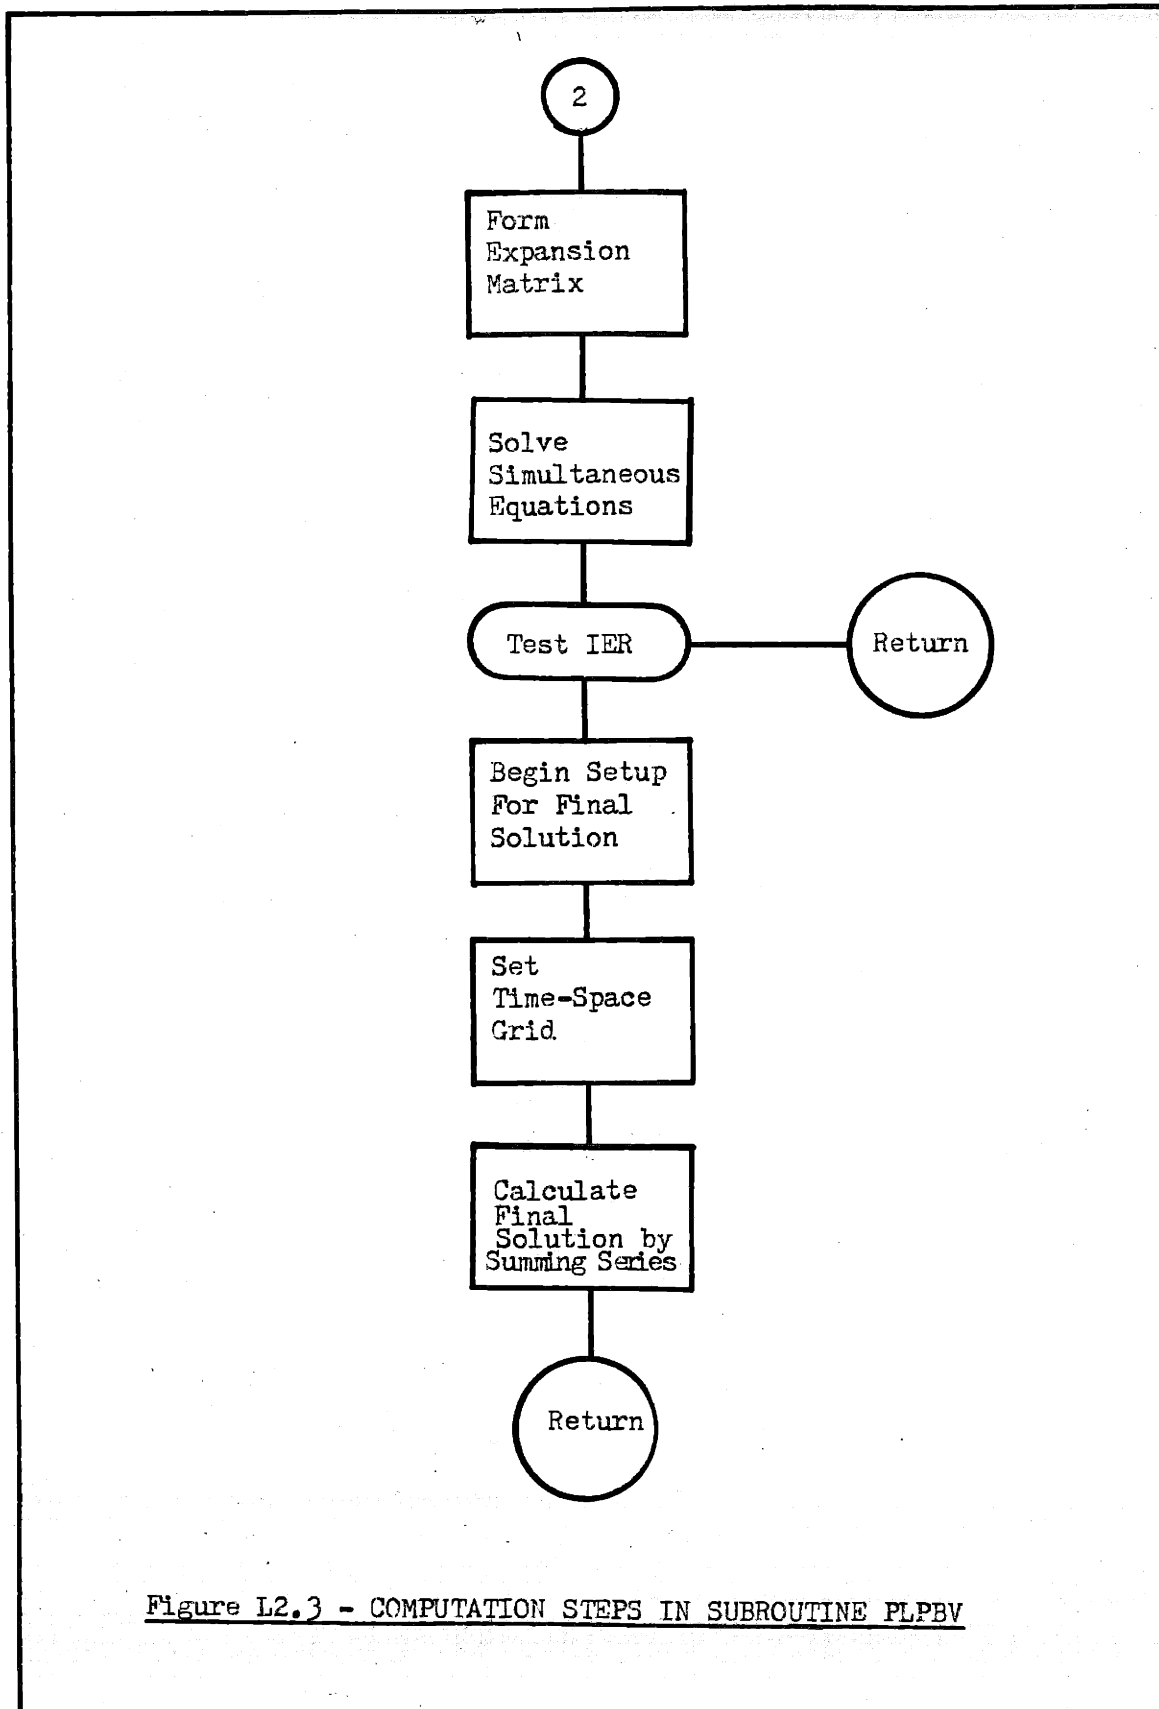 2
Form
Expansion
Matrix
Solve
Simultaneous
Equations
Test IER
Return
Begin Setup
For Final
Solution
Set
Time-Space
Grid
Calculate
Final
Solution by
Summing Series
Return
Figure L2.3 - COMPUTATION STEPS IN SUBROUTINE PLPBV